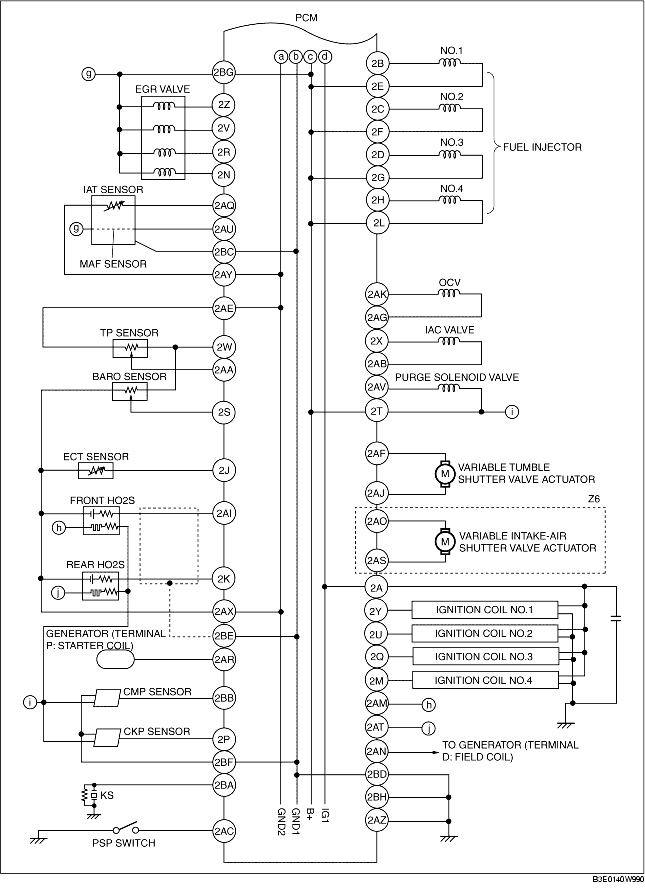 PCM
a b c d
g
2BG
EGR VALVE
2Z
2V
2R
2N
IAT SENSOR
2AQ
g
2AU
2BC
MAF SENSOR
2AY
2AE
TP SENSOR
2W
2AA
BARO SENSOR
2S
ECT SENSOR
2J
FRONT HO2S
2AI
h
REAR HO2S
2K
j
2AX
GENERATOR (TERMINAL
P: STARTER COIL)
2BE
2AR
CMP SENSOR
i
2BB
CKP SENSOR
2P
2BF
2BA
KS
2AC
PSP SWITCH
GND2
GND1
B+
IG1
2B
NO.1
2E
2C
NO.2
2F
FUEL INJECTOR
2D
NO.3
2G
2H
NO.4
2L
OCV
2AK
2AG
IAC VALVE
2X
2AB
PURGE SOLENOID VALVE
2AV
2T
i
2AF
M
VARIABLE TUMBLE
SHUTTER VALVE ACTUATOR
2AJ
Z6
2AO
M
VARIABLE INTAKE-AIR
SHUTTER VALVE ACTUATOR
2AS
2A
2Y
IGNITION COIL NO.1
2U
IGNITION COIL NO.2
2Q
IGNITION COIL NO.3
2M
IGNITION COIL NO.4
2AM
h
2AT
j
2AN
TO GENERATOR (TERMINAL
D: FIELD COIL)
2BD
2BH
2AZ
B3E0140W990